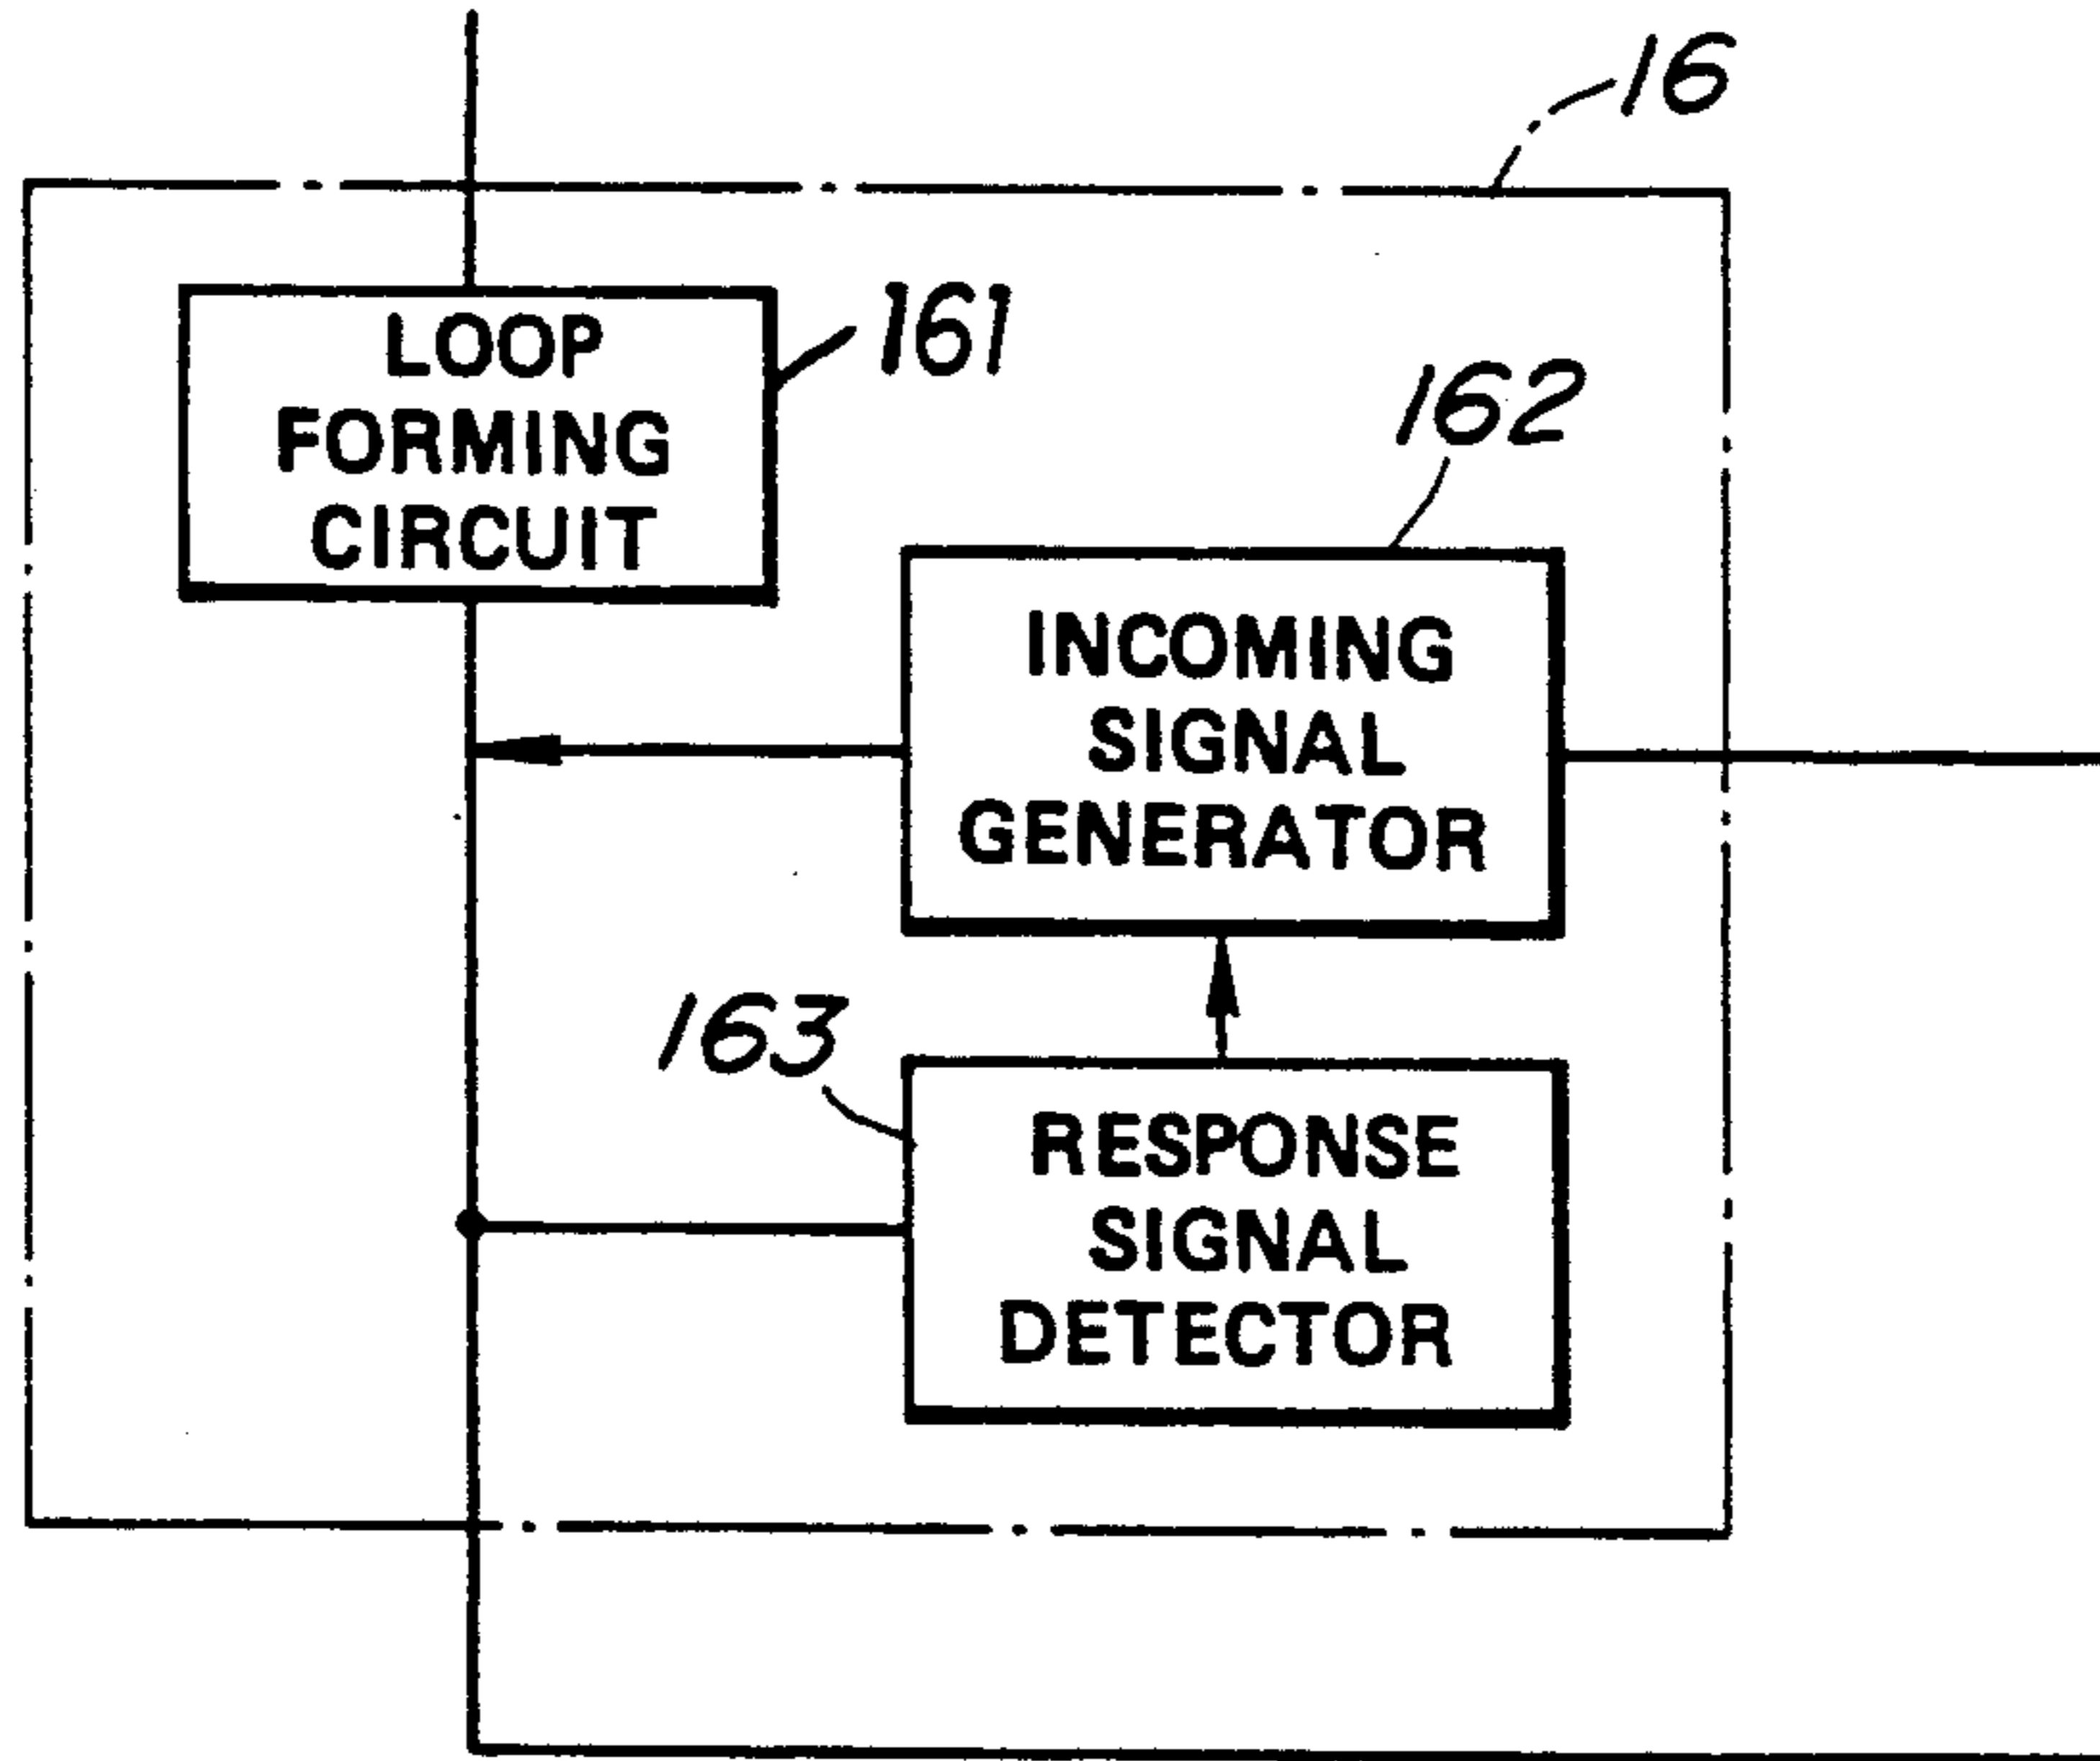 16
LOOP
FORMING
CIRCUIT
161
162
INCOMING
SIGNAL
GENERATOR
163
RESPONSE
SIGNAL
DETECTOR